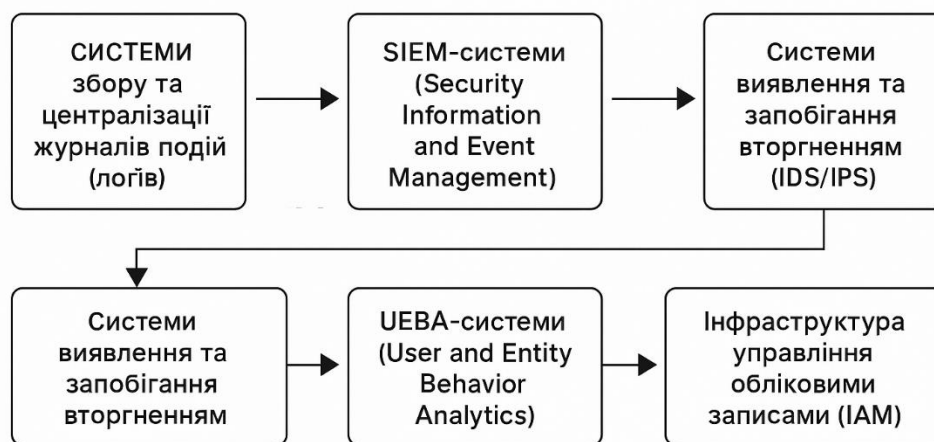 СИСТЕМИ
збору та
централізації
журналів подій
(логїв)
SIEM-системи
(Security
Information
and Event
Management)
Системи
виявлення та
запобігання
вторгненням
(IDS/IPS)
Системи
виявлення та
запобігання
вторгненням
UEBA-системи
(User and Entity
Behavior
Analytics)
Інфраструктура
управління
обліковими
записами (IAM)